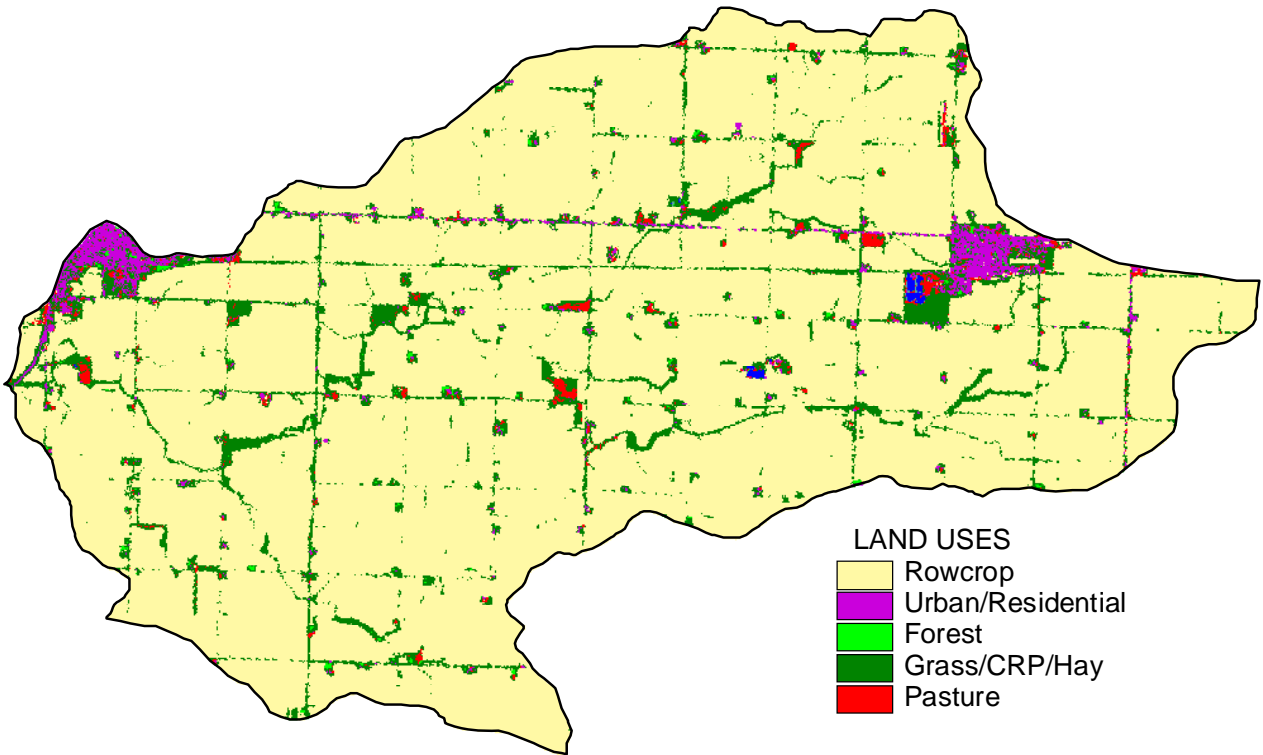 LAND USES
Rowcrop
Urban/Residential
Forest
Grass/CRP/Hay
Pasture